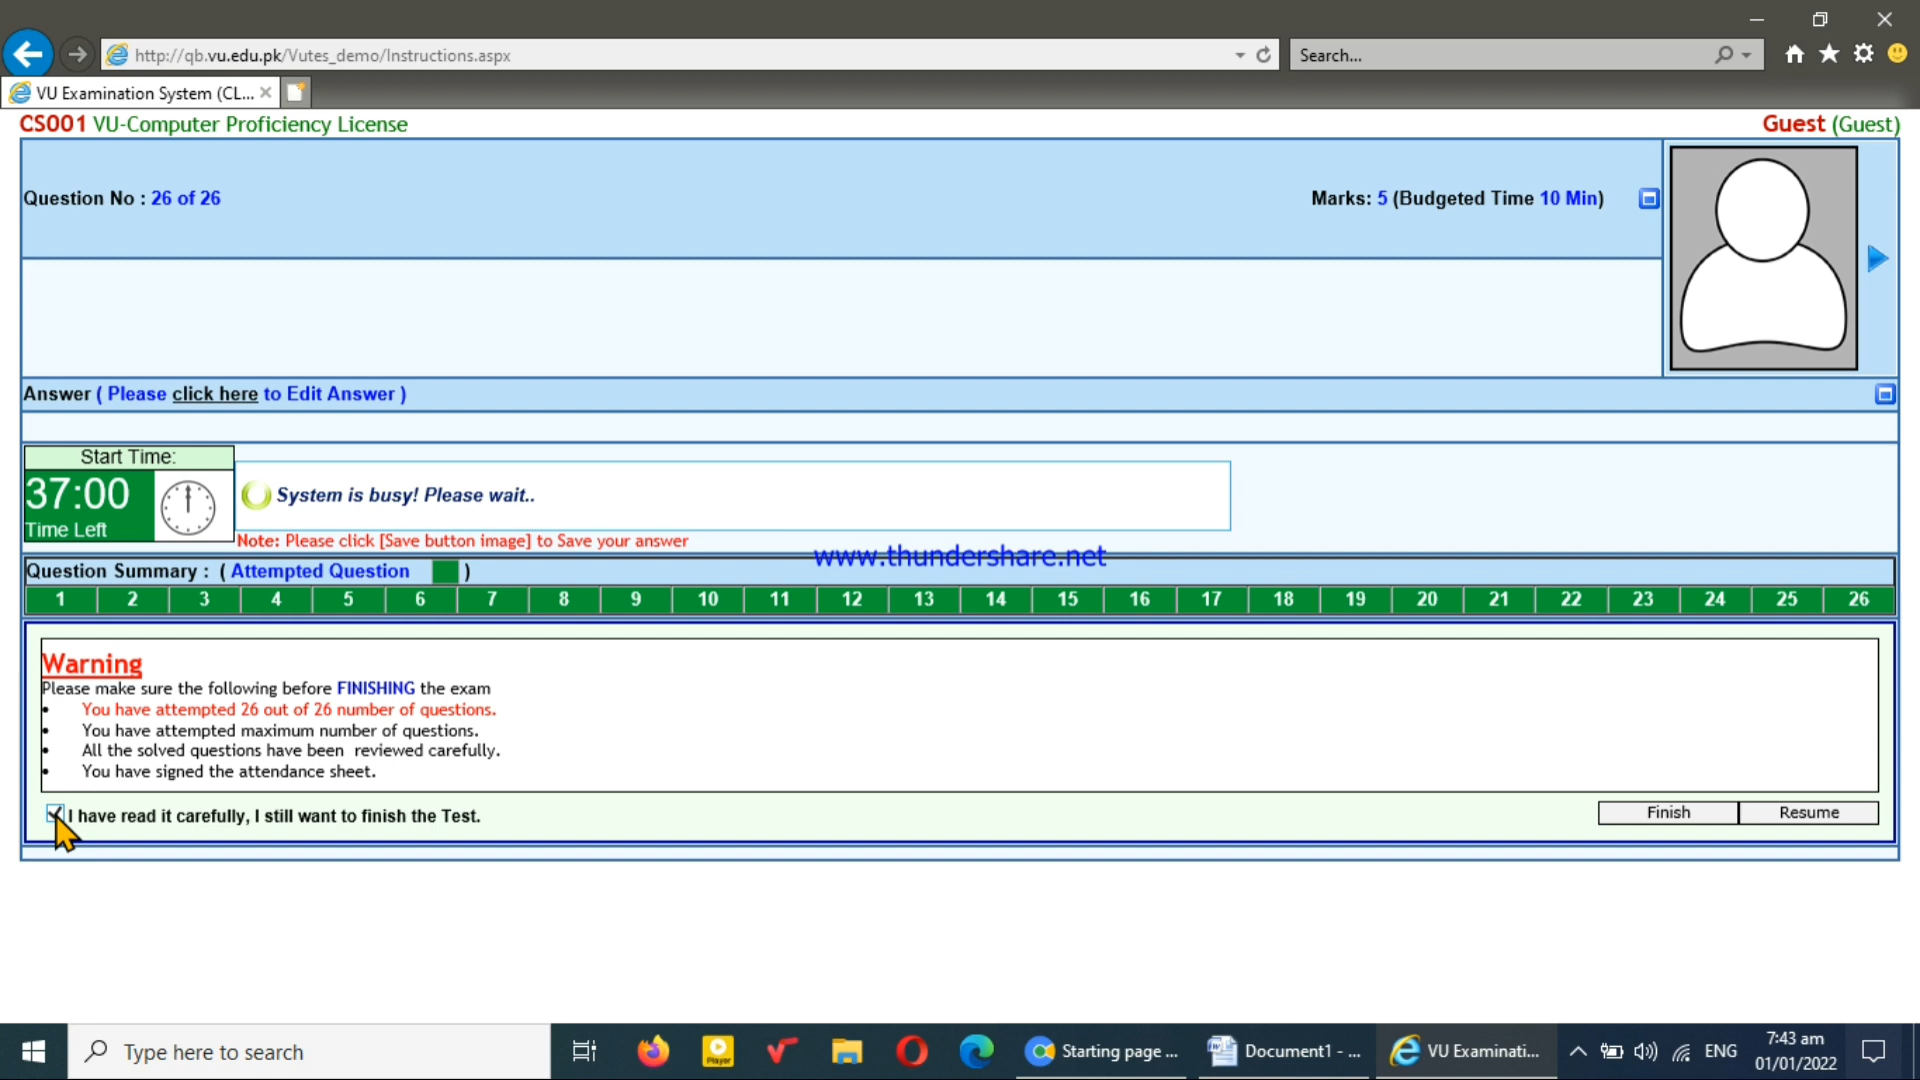 http://qb.vu.edu.pk/Vutes_demo/Instructions.aspx
Search...
VU Examination System (CL...
CS001 VU-Computer Proficiency License
Guest (Guest)
Question No : 26 of 26
Marks: 5 (Budgeted Time 10 Min)
Answer ( Please click here to Edit Answer )
Start Time:
37:00
Time Left
System is busy! Please wait..
Note: Please click [Save button image] to Save your answer
www.thundershare.net
Question Summary : ( Attempted Question )
1 2 3 4 5 6 7 8 9 10 11 12 13 14 15 16 17 18 19 20 21 22 23 24 25 26
Warning
Please make sure the following before FINISHING the exam
• You have attempted 26 out of 26 number of questions.
• You have attempted maximum number of questions.
• All the solved questions have been reviewed carefully.
• You have signed the attendance sheet.
I have read it carefully, I still want to finish the Test.
Finish
Resume
Type here to search
Player
Starting page ...
Document1 - ...
VU Examinati...
ENG
7:43 am
01/01/2022